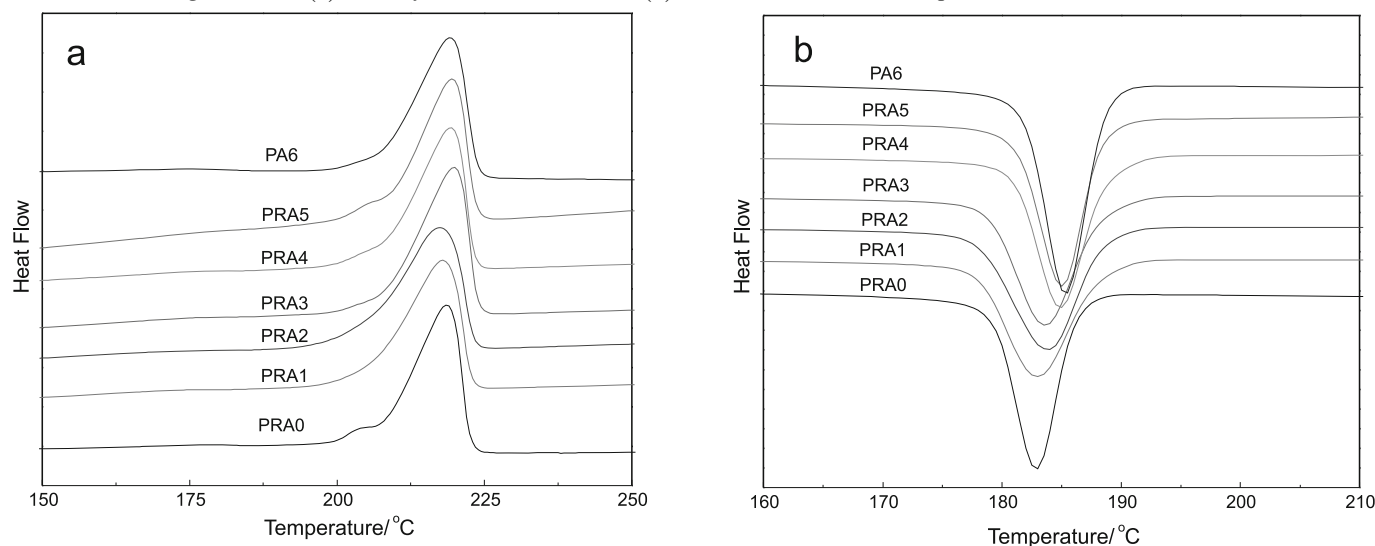 a
PA6
PRA5
PRA4
PRA3
PRA2
PRA1
PRA0
Heat Flow
150 175 200 225 250
Temperature/ °C
b
PA6
PRA5
PRA4
PRA3
PRA2
PRA1
PRA0
Heat Flow
160 170 180 190 200 210
Temperature/ °C